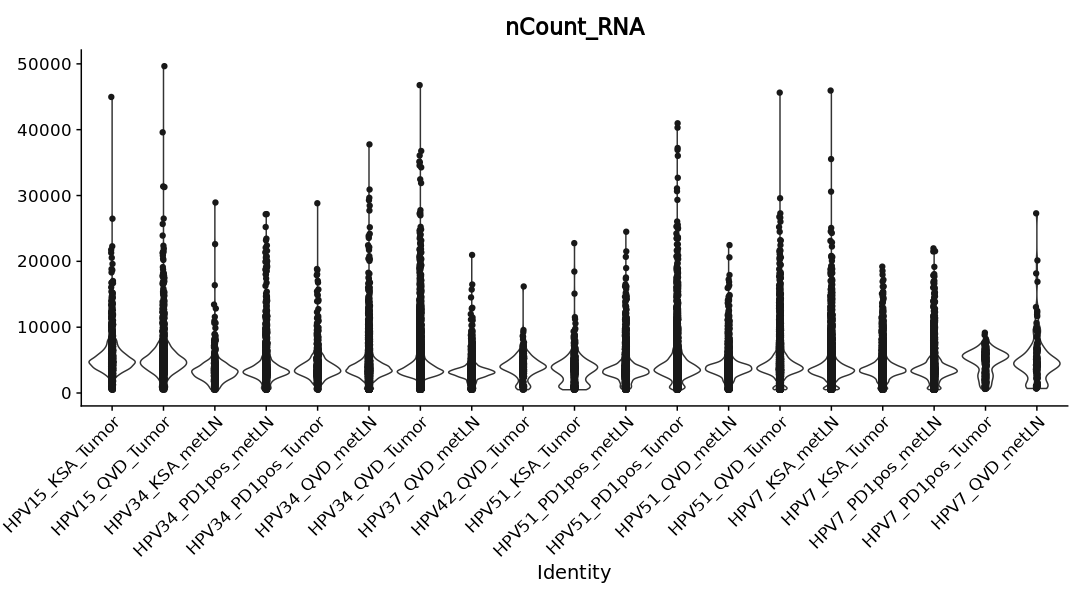 nCount_RNA
50000
40000
30000
20000
10000
0
HPV15_KSA_Tumor
HPV15_QVD_Tumor
HPV34_KSA_metLN
HPV34_PD1pos_metLN
HPV34_PD1pos_Tumor
HPV34_QVD_metLN
HPV34_QVD_Tumor
HPV37_QVD_metLN
HPV42_QVD_Tumor
HPV51_KSA_Tumor
HPV51_PD1pos_metLN
HPV51_PD1pos_Tumor
HPV51_QVD_metLN
HPV51_QVD_Tumor
HPV7_KSA_metLN
HPV7_KSA_Tumor
HPV7_PD1pos_metLN
HPV7_PD1pos_Tumor
HPV7_QVD_metLN
Identity